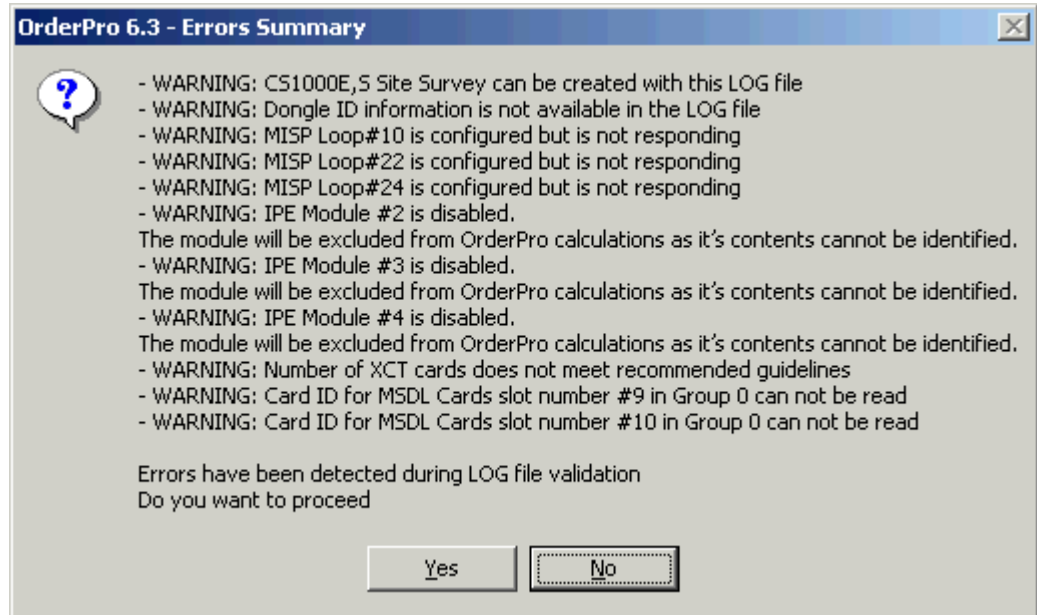 OrderPro 6.3 - Errors Summary
- WARNING: CS1000E,S Site Survey can be created with this LOG file
- WARNING: Dongle ID information is not available in the LOG file
- WARNING: MISP Loop#10 is configured but is not responding
- WARNING: MISP Loop#22 is configured but is not responding
- WARNING: MISP Loop#24 is configured but is not responding
- WARNING: IPE Module #2 is disabled.
The module will be excluded from OrderPro calculations as it's contents cannot be identified.
- WARNING: IPE Module #3 is disabled.
The module will be excluded from OrderPro calculations as it's contents cannot be identified.
- WARNING: IPE Module #4 is disabled.
The module will be excluded from OrderPro calculations as it's contents cannot be identified.
- WARNING: Number of XCT cards does not meet recommended guidelines
- WARNING: Card ID for MSDL Cards slot number #9 in Group 0 can not be read
- WARNING: Card ID for MSDL Cards slot number #10 in Group 0 can not be read
Errors have been detected during LOG file validation
Do you want to proceed
Yes
No